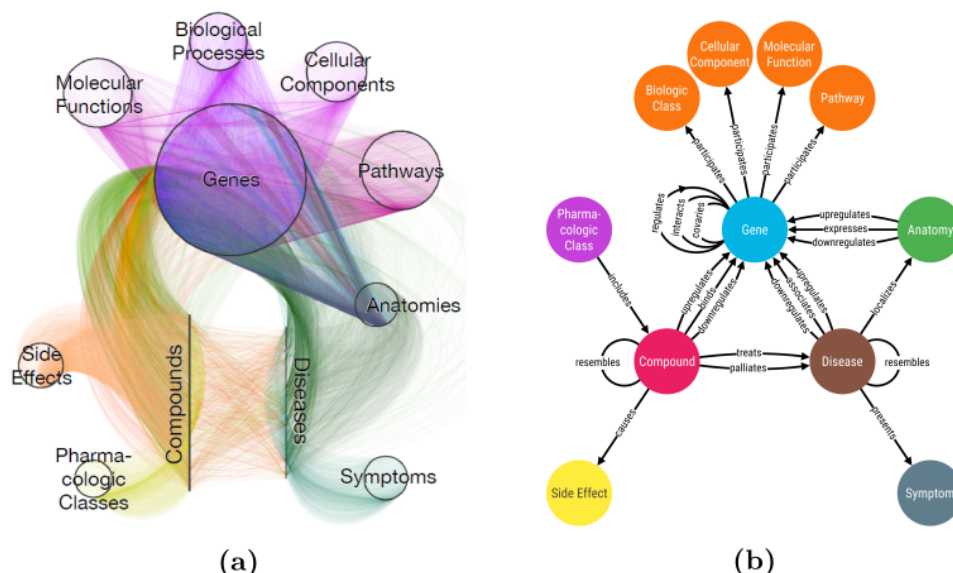 Biological
Processes
Cellular
Components
Molecular
Functions
Genes
Pathways
Anatomies
Side
Effects
Compounds
Diseases
Pharma-
cologic
Classes
Symptoms
(a)
Cellular
Component
Molecular
Function
Biologic
Class
Pathway
participates
participates
participates
participates
regulates
interacts
covaries
Gene
upregulates
expresses
downregulates
Anatomy
Pharma-
cologic
Class
includes
upregulates
binds
downregulates
upregulates
associates
downregulates
localizes
resembles
Compound
treats
palliates
Disease
resembles
causes
presents
Side Effect
Symptom
(b)